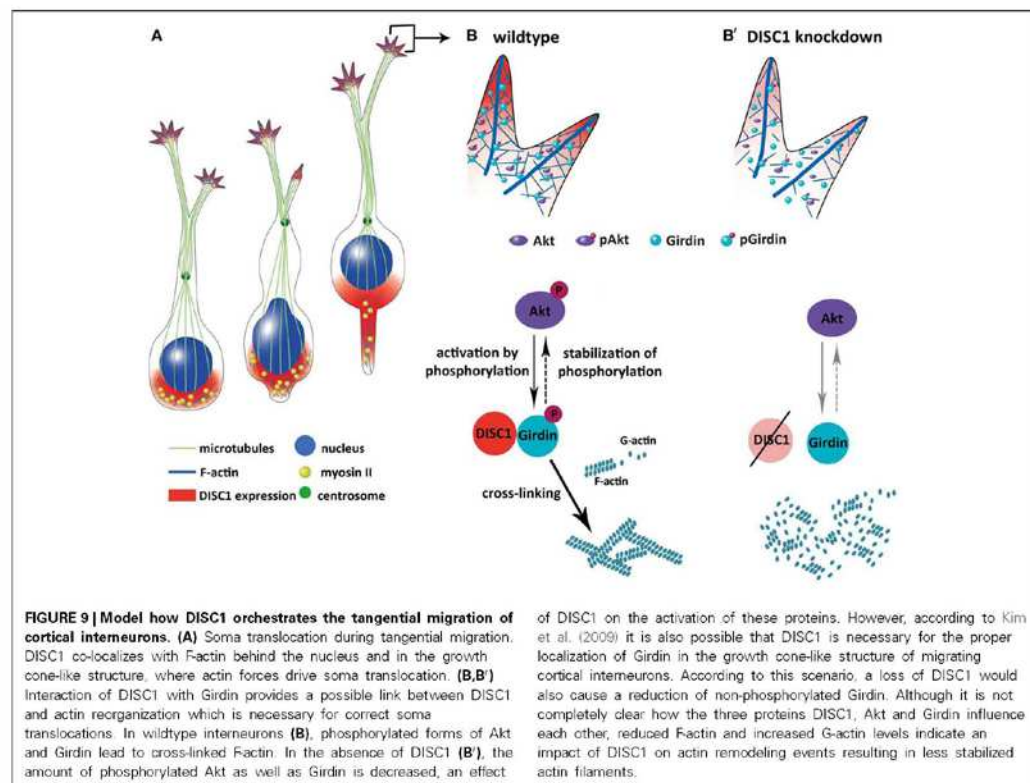 A
B wildtype
B' DISC1 knockdown
Akt pAkt Girdin pGirdin
P
Akt
activation by
phosphorylation
stabilization of
phosphorylation
P
DISC1
Girdin
G-actin
F-actin
cross-linking
Akt
DISC1
Girdin
microtubules
nucleus
F-actin
myosin II
DISC1 expression
centrosome
FIGURE 9 | Model how DISC1 orchestrates the tangential migration of
cortical interneurons. (A) Soma translocation during tangential migration.
DISC1 co-localizes with F-actin behind the nucleus and in the growth
cone-like structure, where actin forces drive soma translocation. (B,B')
Interaction of DISC1 with Girdin provides a possible link between DISC1
and actin reorganization which is necessary for correct soma
translocations. In wildtype interneurons (B), phosphorylated forms of Akt
and Girdin lead to cross-linked F-actin. In the absence of DISC1 (B'), the
amount of phosphorylated Akt as well as Girdin is decreased, an effect
of DISC1 on the activation of these proteins. However, according to Kim
et al. (2009) it is also possible that DISC1 is necessary for the proper
localization of Girdin in the growth cone-like structure of migrating
cortical interneurons. According to this scenario, a loss of DISC1 would
also cause a reduction of non-phosphorylated Girdin. Although it is not
completely clear how the three proteins DISC1, Akt and Girdin influence
each other, reduced F-actin and increased G-actin levels indicate an
impact of DISC1 on actin remodeling events resulting in less stabilized
actin filaments.